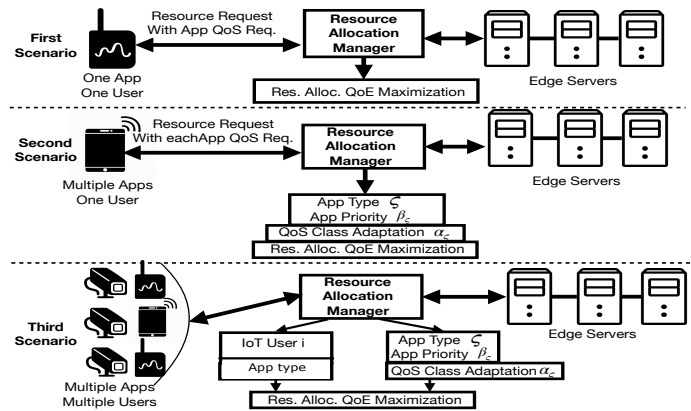 First
Scenario
One App
One User
Resource Request
With App QoS Req.
Resource
Allocation
Manager
Res. Alloc. QoE Maximization
Edge Servers
Second
Scenario
Multiple Apps
One User
Resource Request
With eachApp QoS Req.
Resource
Allocation
Manager
App Type ς
App Priority β_ς
QoS Class Adaptation α_ς
Res. Alloc. QoE Maximization
Edge Servers
Third
Scenario
Multiple Apps
Multiple Users
Resource
Allocation
Manager
IoT User i
App type
App Type ς
App Priority β_ς
QoS Class Adaptation α_ς
Res. Alloc. QoE Maximization
Edge Servers